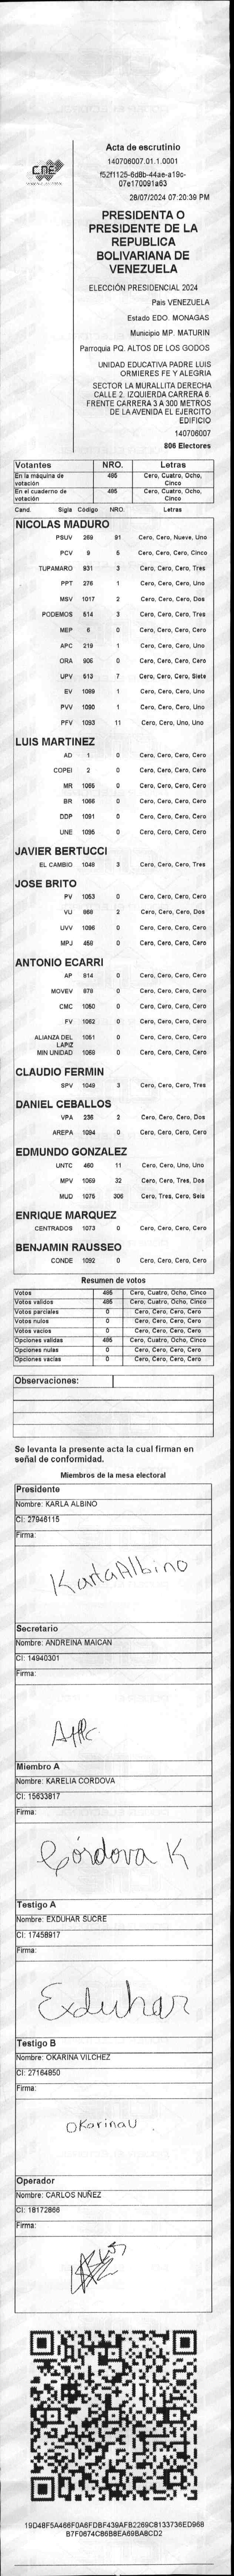 CNE
Acta de escrutinio
140706007.01.1.0001
f52f1125-6d8b-44ae-a19c-
07e170091a63
28/07/2024 07:20:39 PM
PRESIDENTA O
PRESIDENTE DE LA
REPUBLICA
BOLIVARIANA DE
VENEZUELA
ELECCIÓN PRESIDENCIAL 2024
Pais VENEZUELA
Estado EDO. MONAGAS
Municipio MP. MATURIN
Parroquia PQ. ALTOS DE LOS GODOS
UNIDAD EDUCATIVA PADRE LUIS
ORMIERES FE Y ALEGRIA
SECTOR LA MURALLITA DERECHA
CALLE 2. IZQUIERDA CARRERA 6.
FRENTE CARRERA 3 A 300 METROS
DE LA AVENIDA EL EJERCITO
EDIFICIO
140706007
806 Electores
Votantes NRO. Letras
En la máquina de votación 485 Cero, Cuatro, Ocho, Cinco
En el cuaderno de votación 485 Cero, Cuatro, Ocho, Cinco
Cand. Sigla Código NRO. Letras
NICOLAS MADURO
PSUV 269 91 Cero, Cero, Nueve, Uno
PCV 9 5 Cero, Cero, Cero, Cinco
TUPAMARO 931 3 Cero, Cero, Cero, Tres
PPT 276 1 Cero, Cero, Cero, Uno
MSV 1017 2 Cero, Cero, Cero, Dos
PODEMOS 514 3 Cero, Cero, Cero, Tres
MEP 6 0 Cero, Cero, Cero, Cero
APC 219 1 Cero, Cero, Cero, Uno
ORA 906 0 Cero, Cero, Cero, Cero
UPV 513 7 Cero, Cero, Cero, Siete
EV 1089 1 Cero, Cero, Cero, Uno
PVV 1090 1 Cero, Cero, Cero, Uno
PFV 1093 11 Cero, Cero, Uno, Uno
LUIS MARTINEZ
AD 1 0 Cero, Cero, Cero, Cero
COPEI 2 0 Cero, Cero, Cero, Cero
MR 1065 0 Cero, Cero, Cero, Cero
BR 1066 0 Cero, Cero, Cero, Cero
DDP 1091 0 Cero, Cero, Cero, Cero
UNE 1095 0 Cero, Cero, Cero, Cero
JAVIER BERTUCCI
EL CAMBIO 1048 3 Cero, Cero, Cero, Tres
JOSE BRITO
PV 1053 0 Cero, Cero, Cero, Cero
VU 868 2 Cero, Cero, Cero, Dos
UVV 1096 0 Cero, Cero, Cero, Cero
MPJ 458 0 Cero, Cero, Cero, Cero
ANTONIO ECARRI
AP 814 0 Cero, Cero, Cero, Cero
MOVEV 878 0 Cero, Cero, Cero, Cero
CMC 1050 0 Cero, Cero, Cero, Cero
FV 1062 0 Cero, Cero, Cero, Cero
ALIANZA DEL LAPIZ 1051 0 Cero, Cero, Cero, Cero
MIN UNIDAD 1068 0 Cero, Cero, Cero, Cero
CLAUDIO FERMIN
SPV 1049 3 Cero, Cero, Cero, Tres
DANIEL CEBALLOS
VPA 236 2 Cero, Cero, Cero, Dos
AREPA 1094 0 Cero, Cero, Cero, Cero
EDMUNDO GONZALEZ
UNTC 460 11 Cero, Cero, Uno, Uno
MPV 1069 32 Cero, Cero, Tres, Dos
MUD 1075 306 Cero, Tres, Cero, Seis
ENRIQUE MARQUEZ
CENTRADOS 1073 0 Cero, Cero, Cero, Cero
BENJAMIN RAUSSEO
CONDE 1092 0 Cero, Cero, Cero, Cero
Resumen de votos
Votos 485 Cero, Cuatro, Ocho, Cinco
Votos validos 485 Cero, Cuatro, Ocho, Cinco
Votos parciales 0 Cero, Cero, Cero, Cero
Votos nulos 0 Cero, Cero, Cero, Cero
Votos vacios 0 Cero, Cero, Cero, Cero
Opciones validas 485 Cero, Cuatro, Ocho, Cinco
Opciones nulas 0 Cero, Cero, Cero, Cero
Opciones vacias 0 Cero, Cero, Cero, Cero
Observaciones:
Se levanta la presente acta la cual firman en
señal de conformidad.
Miembros de la mesa electoral
Presidente
Nombre: KARLA ALBINO
CI: 27946115
Firma:
Karla Albino
Secretario
Nombre: ANDREINA MAICAN
CI: 14940301
Firma:
Miembro A
Nombre: KARELIA CORDOVA
CI: 15633817
Firma:
Córdova K
Testigo A
Nombre: EXDUHAR SUCRE
CI: 17458917
Firma:
Exduhar
Testigo B
Nombre: OKARINA VILCHEZ
CI: 27164850
Firma:
OKarina V
Operador
Nombre: CARLOS NUÑEZ
CI: 18172866
Firma:
19D48F5A466F0A6FDBF439AFB2269C8133736ED968
B7F0674C86B8EA69BA8CD2